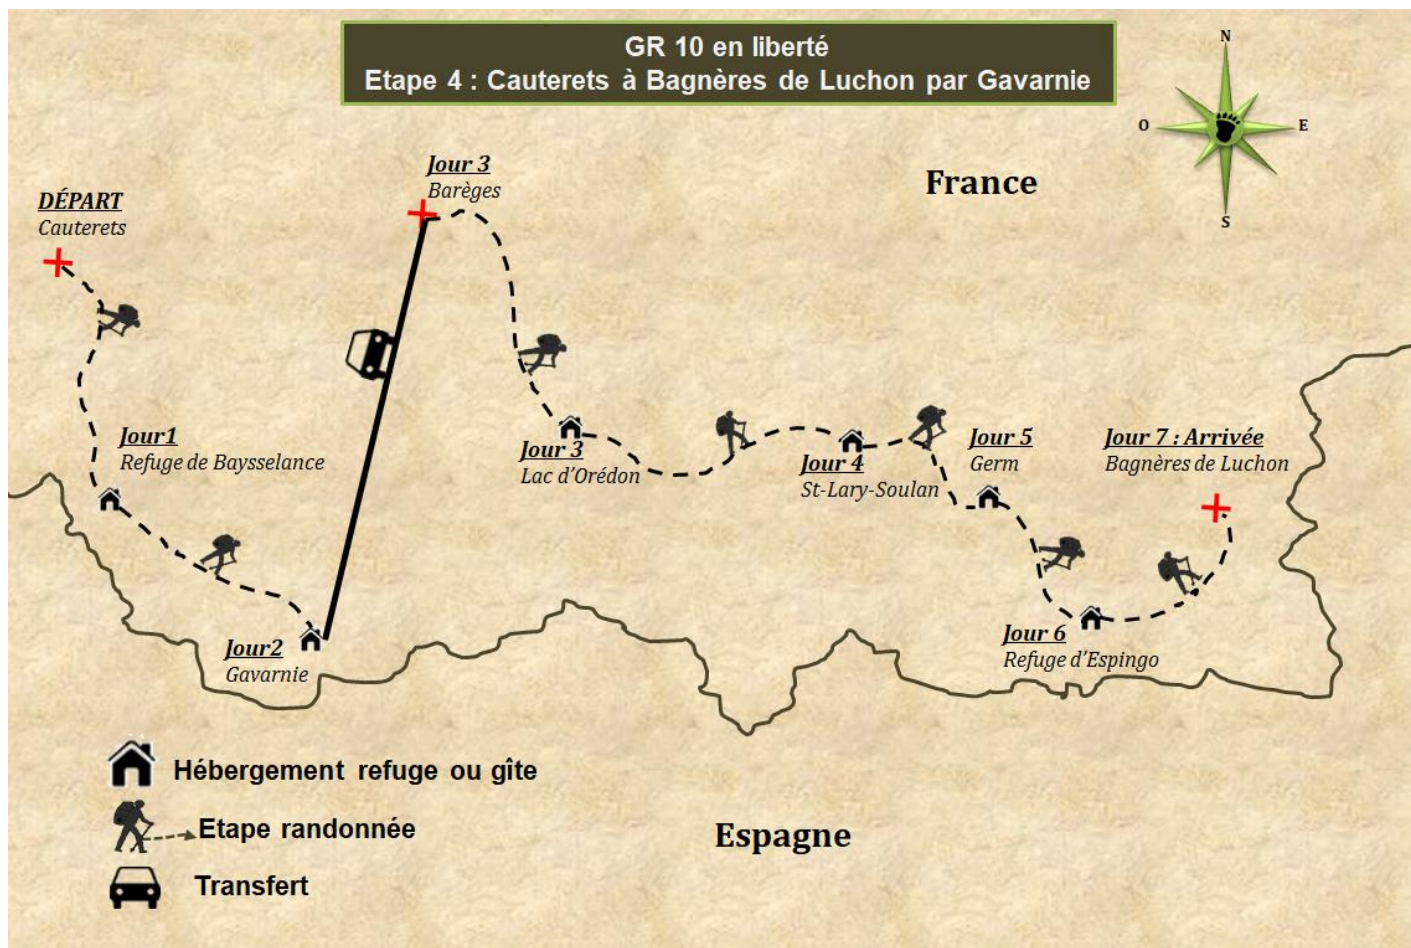 GR 10 en liberté
Etape 4 : Cauterets à Bagnères de Luchon par Gavarnie
N
O
E
S
France
DÉPART
Cauterets
Jour 3
Barèges
Jour1
Refuge de Baysselance
Jour2
Gavarnie
Jour 3
Lac d'Orédon
Jour 4
St-Lary-Soulan
Jour 5
Germ
Jour 6
Refuge d'Espingo
Jour 7 : Arrivée
Bagnères de Luchon
Hébergement refuge ou gîte
Etape randonnée
Transfert
Espagne